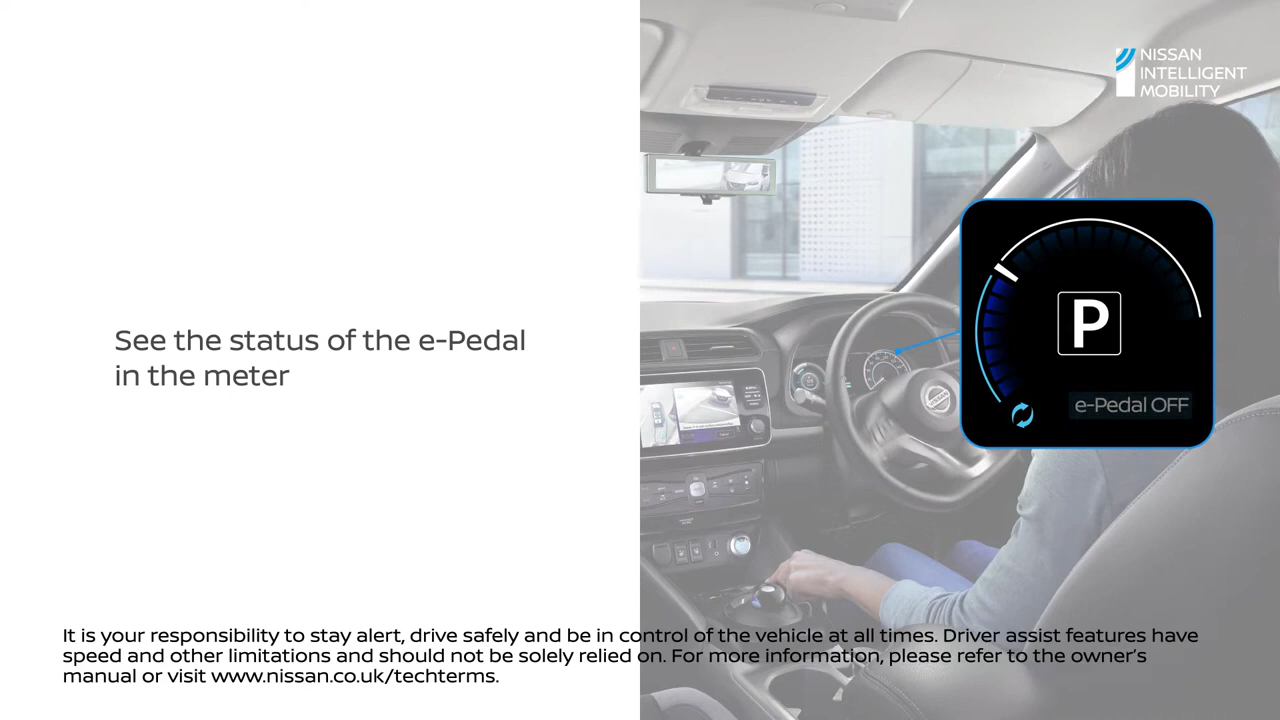 NISSAN
INTELLIGENT
MOBILITY
See the status of the e-Pedal
in the meter
P
e-Pedal OFF
NISSAN
It is your responsibility to stay alert, drive safely and be in control of the vehicle at all times. Driver assist features have
speed and other limitations and should not be solely relied on. For more information, please refer to the owner's
manual or visit www.nissan.co.uk/techterms.